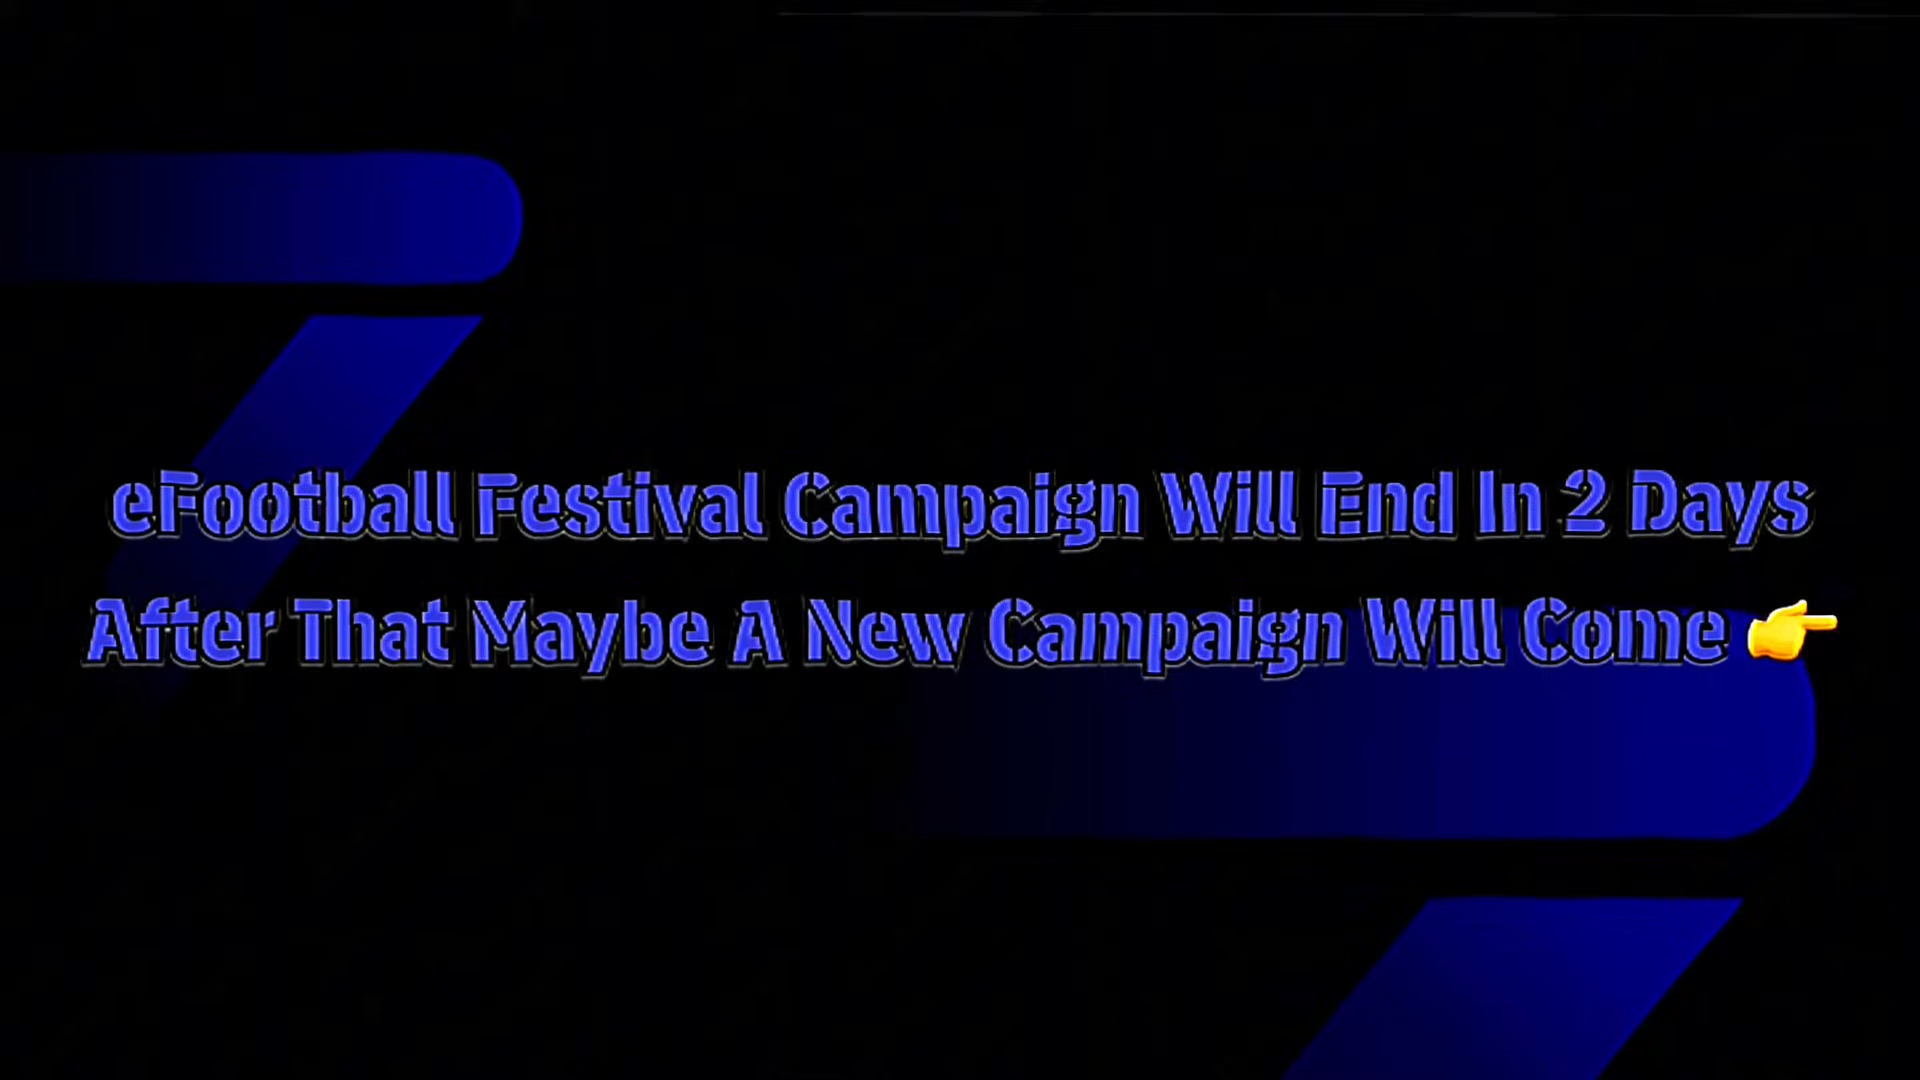 eFootball Festival Campaign Will End In 2 Days
After That Maybe A New Campaign Will Come 👉